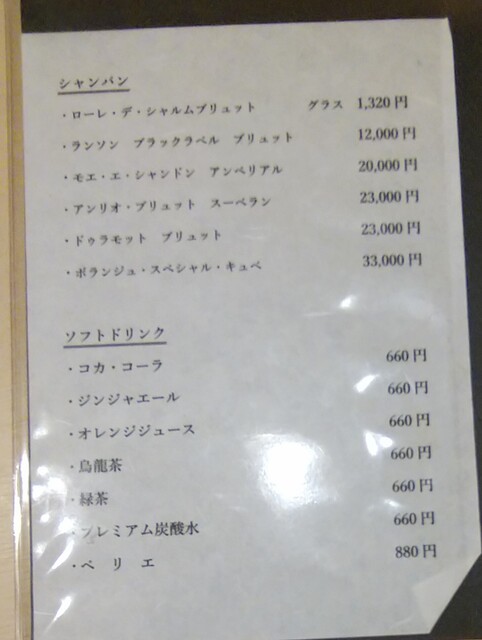 シャンパン
・ローレ・デ・シャルムブリュット　グラス 1,320円
・ランソン　ブラックラベル　ブリュット　12,000円
・モエ・エ・シャンドン　アンペリアル　20,000円
・アンリオ・ブリュット　スーベラン　23,000円
・ドゥラモット　ブリュット　23,000円
・ボランジュ・スペシャル・キュベ　33,000円
ソフトドリンク
・コカ・コーラ　660円
・ジンジャエール　660円
・オレンジジュース　660円
・烏龍茶　660円
・緑茶　660円
・プレミアム炭酸水　660円
・ペ　リ　エ　880円